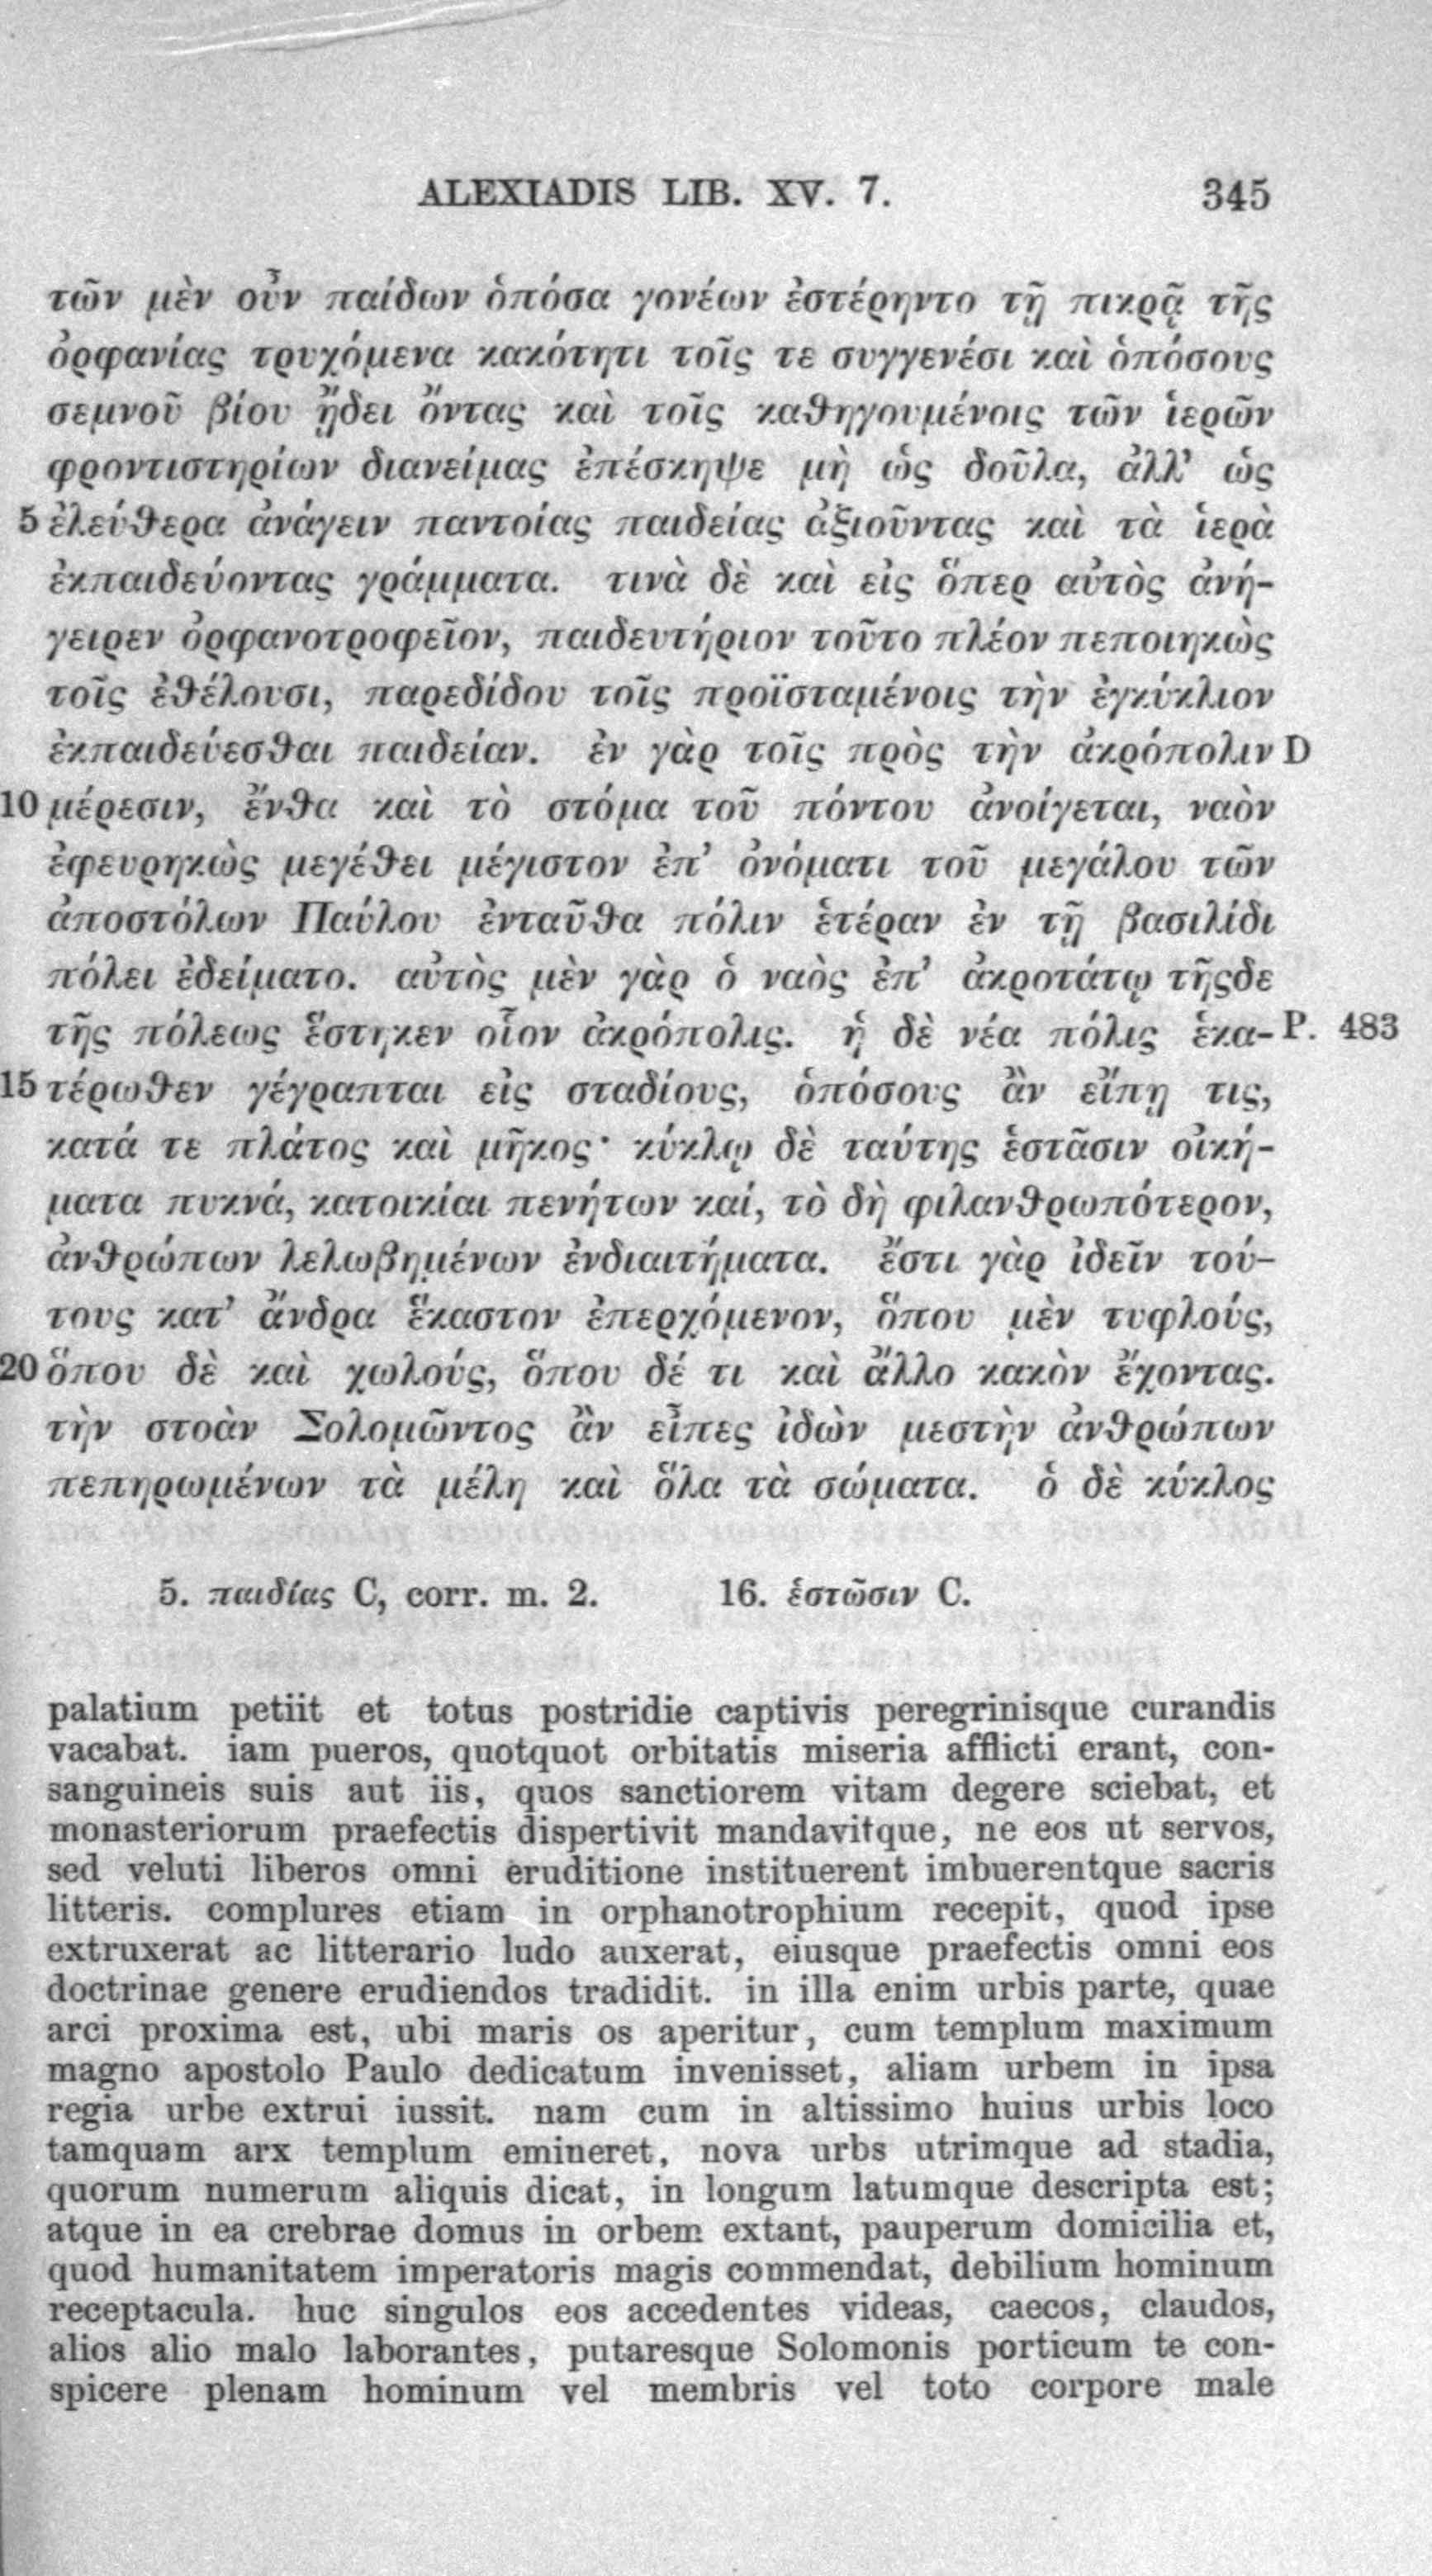 ALEXIADIS LIB. XV. 7. 345
τῶν μὲν οὖν παίδων ὁπόσα γονέων ἐστέρηντο τῇ πικρᾷ τῆς
ὀρφανίας τρυχόμενα κακότητι τοῖς τε συγγενέσι καὶ ὁπόσους
σεμνοῦ βίου ᾔδει ὄντας καὶ τοῖς καθηγουμένοις τῶν ἱερῶν
φροντιστηρίων διανείμας ἐπέσκηψε μὴ ὡς δοῦλα, ἀλλ’ ὡς
5 ἐλεύθερα ἀνάγειν παντοίας παιδείας ἀξιοῦντας καὶ τὰ ἱερὰ
ἐκπαιδεύοντας γράμματα. τινὰ δὲ καὶ εἰς ὅπερ αὐτὸς ἀνή-
γειρεν ὀρφανοτροφεῖον, παιδευτήριον τοῦτο πλέον πεποιηκὼς
τοῖς ἐθέλουσι, παρεδίδου τοῖς προϊσταμένοις τὴν ἐγκύκλιον
ἐκπαιδεύεσθαι παιδείαν. ἐν γὰρ τοῖς πρὸς τὴν ἀκρόπολιν D
10 μέρεσιν, ἔνθα καὶ τὸ στόμα τοῦ πόντου ἀνοίγεται, ναὸν
ἐφευρηκὼς μεγέθει μέγιστον ἐπ’ ὀνόματι τοῦ μεγάλου τῶν
ἀποστόλων Παύλου ἐνταῦθα πόλιν ἑτέραν ἐν τῇ βασιλίδι
πόλει ἐδείματο. αὐτὸς μὲν γὰρ ὁ ναὸς ἐπ’ ἀκροτάτῳ τῆςδε
τῆς πόλεως ἕστηκεν οἷον ἀκρόπολις. ἡ δὲ νέα πόλις ἑκα- P. 483
15 τέρωθεν γέγραπται εἰς σταδίους, ὁπόσους ἂν εἴπῃ τις,
κατά τε πλάτος καὶ μῆκος· κύκλῳ δὲ ταύτης ἑστᾶσιν οἰκή-
ματα πυκνά, κατοικίαι πενήτων καί, τὸ δὴ φιλανθρωπότερον,
ἀνθρώπων λελωβημένων ἐνδιαιτήματα. ἔστι γὰρ ἰδεῖν τού-
τους κατ’ ἄνδρα ἕκαστον ἐπερχόμενον, ὅπου μὲν τυφλούς,
20 ὅπου δὲ καὶ χωλούς, ὅπου δέ τι καὶ ἄλλο κακὸν ἔχοντας.
τὴν στοὰν Σολομῶντος ἂν εἶπες ἰδὼν μεστὴν ἀνθρώπων
πεπηρωμένων τὰ μέλη καὶ ὅλα τὰ σώματα. ὁ δὲ κύκλος
5. παιδίας C, corr. m. 2. 16. ἑστῶσιν C.
palatium petiit et totus postridie captivis peregrinisque curandis
vacabat. iam pueros, quotquot orbitatis miseria afflicti erant, con-
sanguineis suis aut iis, quos sanctiorem vitam degere sciebat, et
monasteriorum praefectis dispertivit mandavitque, ne eos ut servos,
sed veluti liberos omni eruditione instituerent imbuerentque sacris
litteris. complures etiam in orphanotrophium recepit, quod ipse
extruxerat ac litterario ludo auxerat, eiusque praefectis omni eos
doctrinae genere erudiendos tradidit. in illa enim urbis parte, quae
arci proxima est, ubi maris os aperitur, cum templum maximum
magno apostolo Paulo dedicatum invenisset, aliam urbem in ipsa
regia urbe extrui iussit. nam cum in altissimo huius urbis loco
tamquam arx templum emineret, nova urbs utrimque ad stadia,
quorum numerum aliquis dicat, in longum latumque descripta est;
atque in ea crebrae domus in orbem extant, pauperum domicilia et,
quod humanitatem imperatoris magis commendat, debilium hominum
receptacula. huc singulos eos accedentes videas, caecos, claudos,
alios alio malo laborantes, putaresque Solomonis porticum te con-
spicere plenam hominum vel membris vel toto corpore male